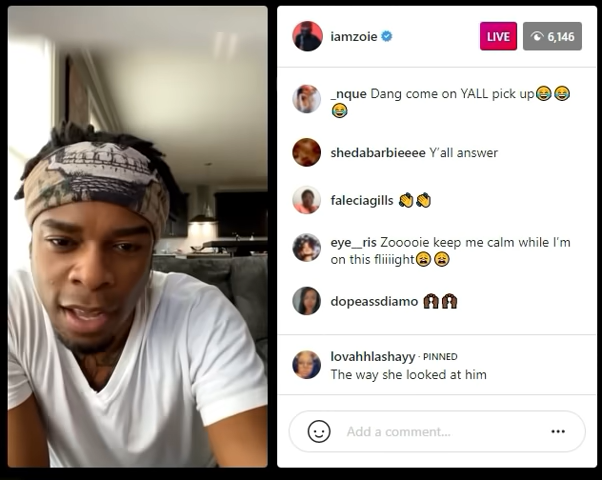 iamzoie
LIVE
6,146
_nque Dang come on YALL pick up😂😂
😂
shedabarbieeee Y'all answer
faleciagills 👏🏾👏🏾
eye__ris Zooooie keep me calm while I'm
on this fliiiight😩😩
dopeassdiamo 🙇🏿‍♀️🙇🏿‍♀️
lovahhlashayy · PINNED
The way she looked at him
Add a comment...